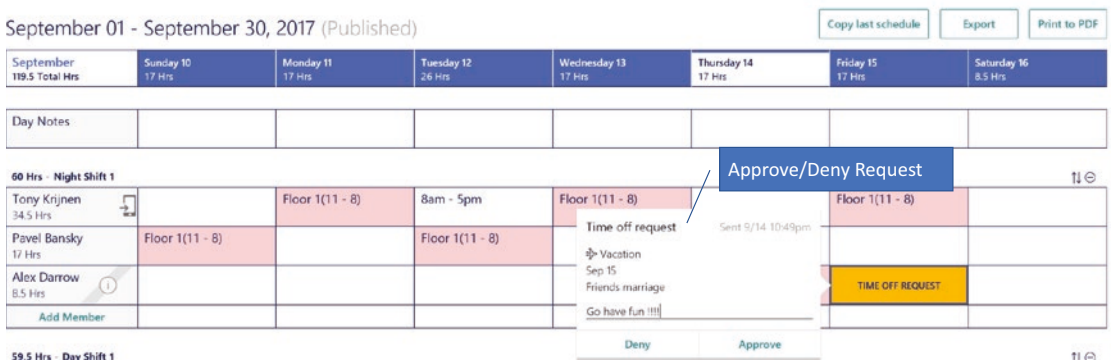 September 01 - September 30, 2017 (Published)
Copy last schedule
Export
Print to PDF
September
119.5 Total Hrs
Sunday 10
17 Hrs
Monday 11
17 Hrs
Tuesday 12
26 Hrs
Wednesday 13
17 Hrs
Thursday 14
17 Hrs
Friday 15
17 Hrs
Saturday 16
8.5 Hrs
Day Notes
Approve/Deny Request
60 Hrs - Night Shift 1
Tony Krijnen
34.5 Hrs
Floor 1(11 - 8)
8am - 5pm
Floor 1(11 - 8)
Floor 1(11 - 8)
Pavel Bansky
17 Hrs
Floor 1(11 - 8)
Floor 1(11 - 8)
Time off request
Sent 9/14 10:49pm
Vacation
Sep 15
Friends marriage
Go have fun !!!!
Deny
Approve
Alex Darrow
8.5 Hrs
TIME OFF REQUEST
Add Member
59.5 Hrs - Day Shift 1